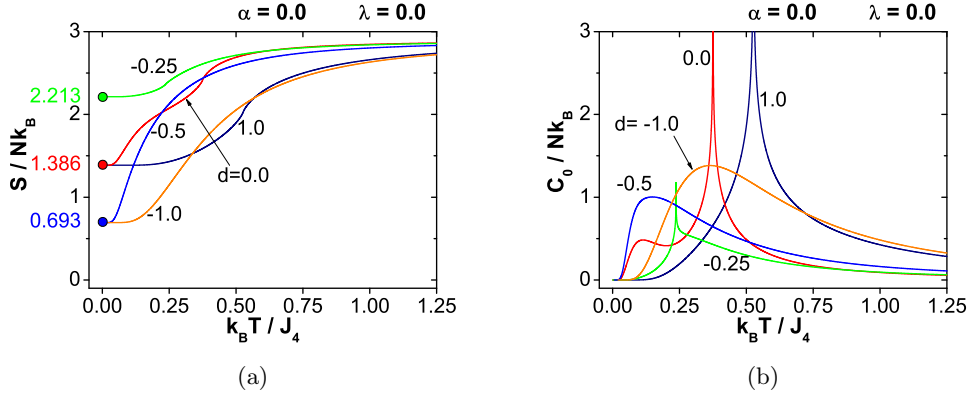 α = 0.0 λ = 0.0
S / Nk_B
3
2
1
0
2.213
1.386
0.693
-0.25
-0.5
1.0
d=0.0
-1.0
0.00 0.25 0.50 0.75 1.00 1.25
k_BT / J_4
(a)
α = 0.0 λ = 0.0
C_0 / Nk_B
3
2
1
0
0.0
1.0
d= -1.0
-0.5
-0.25
0.00 0.25 0.50 0.75 1.00 1.25
k_BT / J_4
(b)